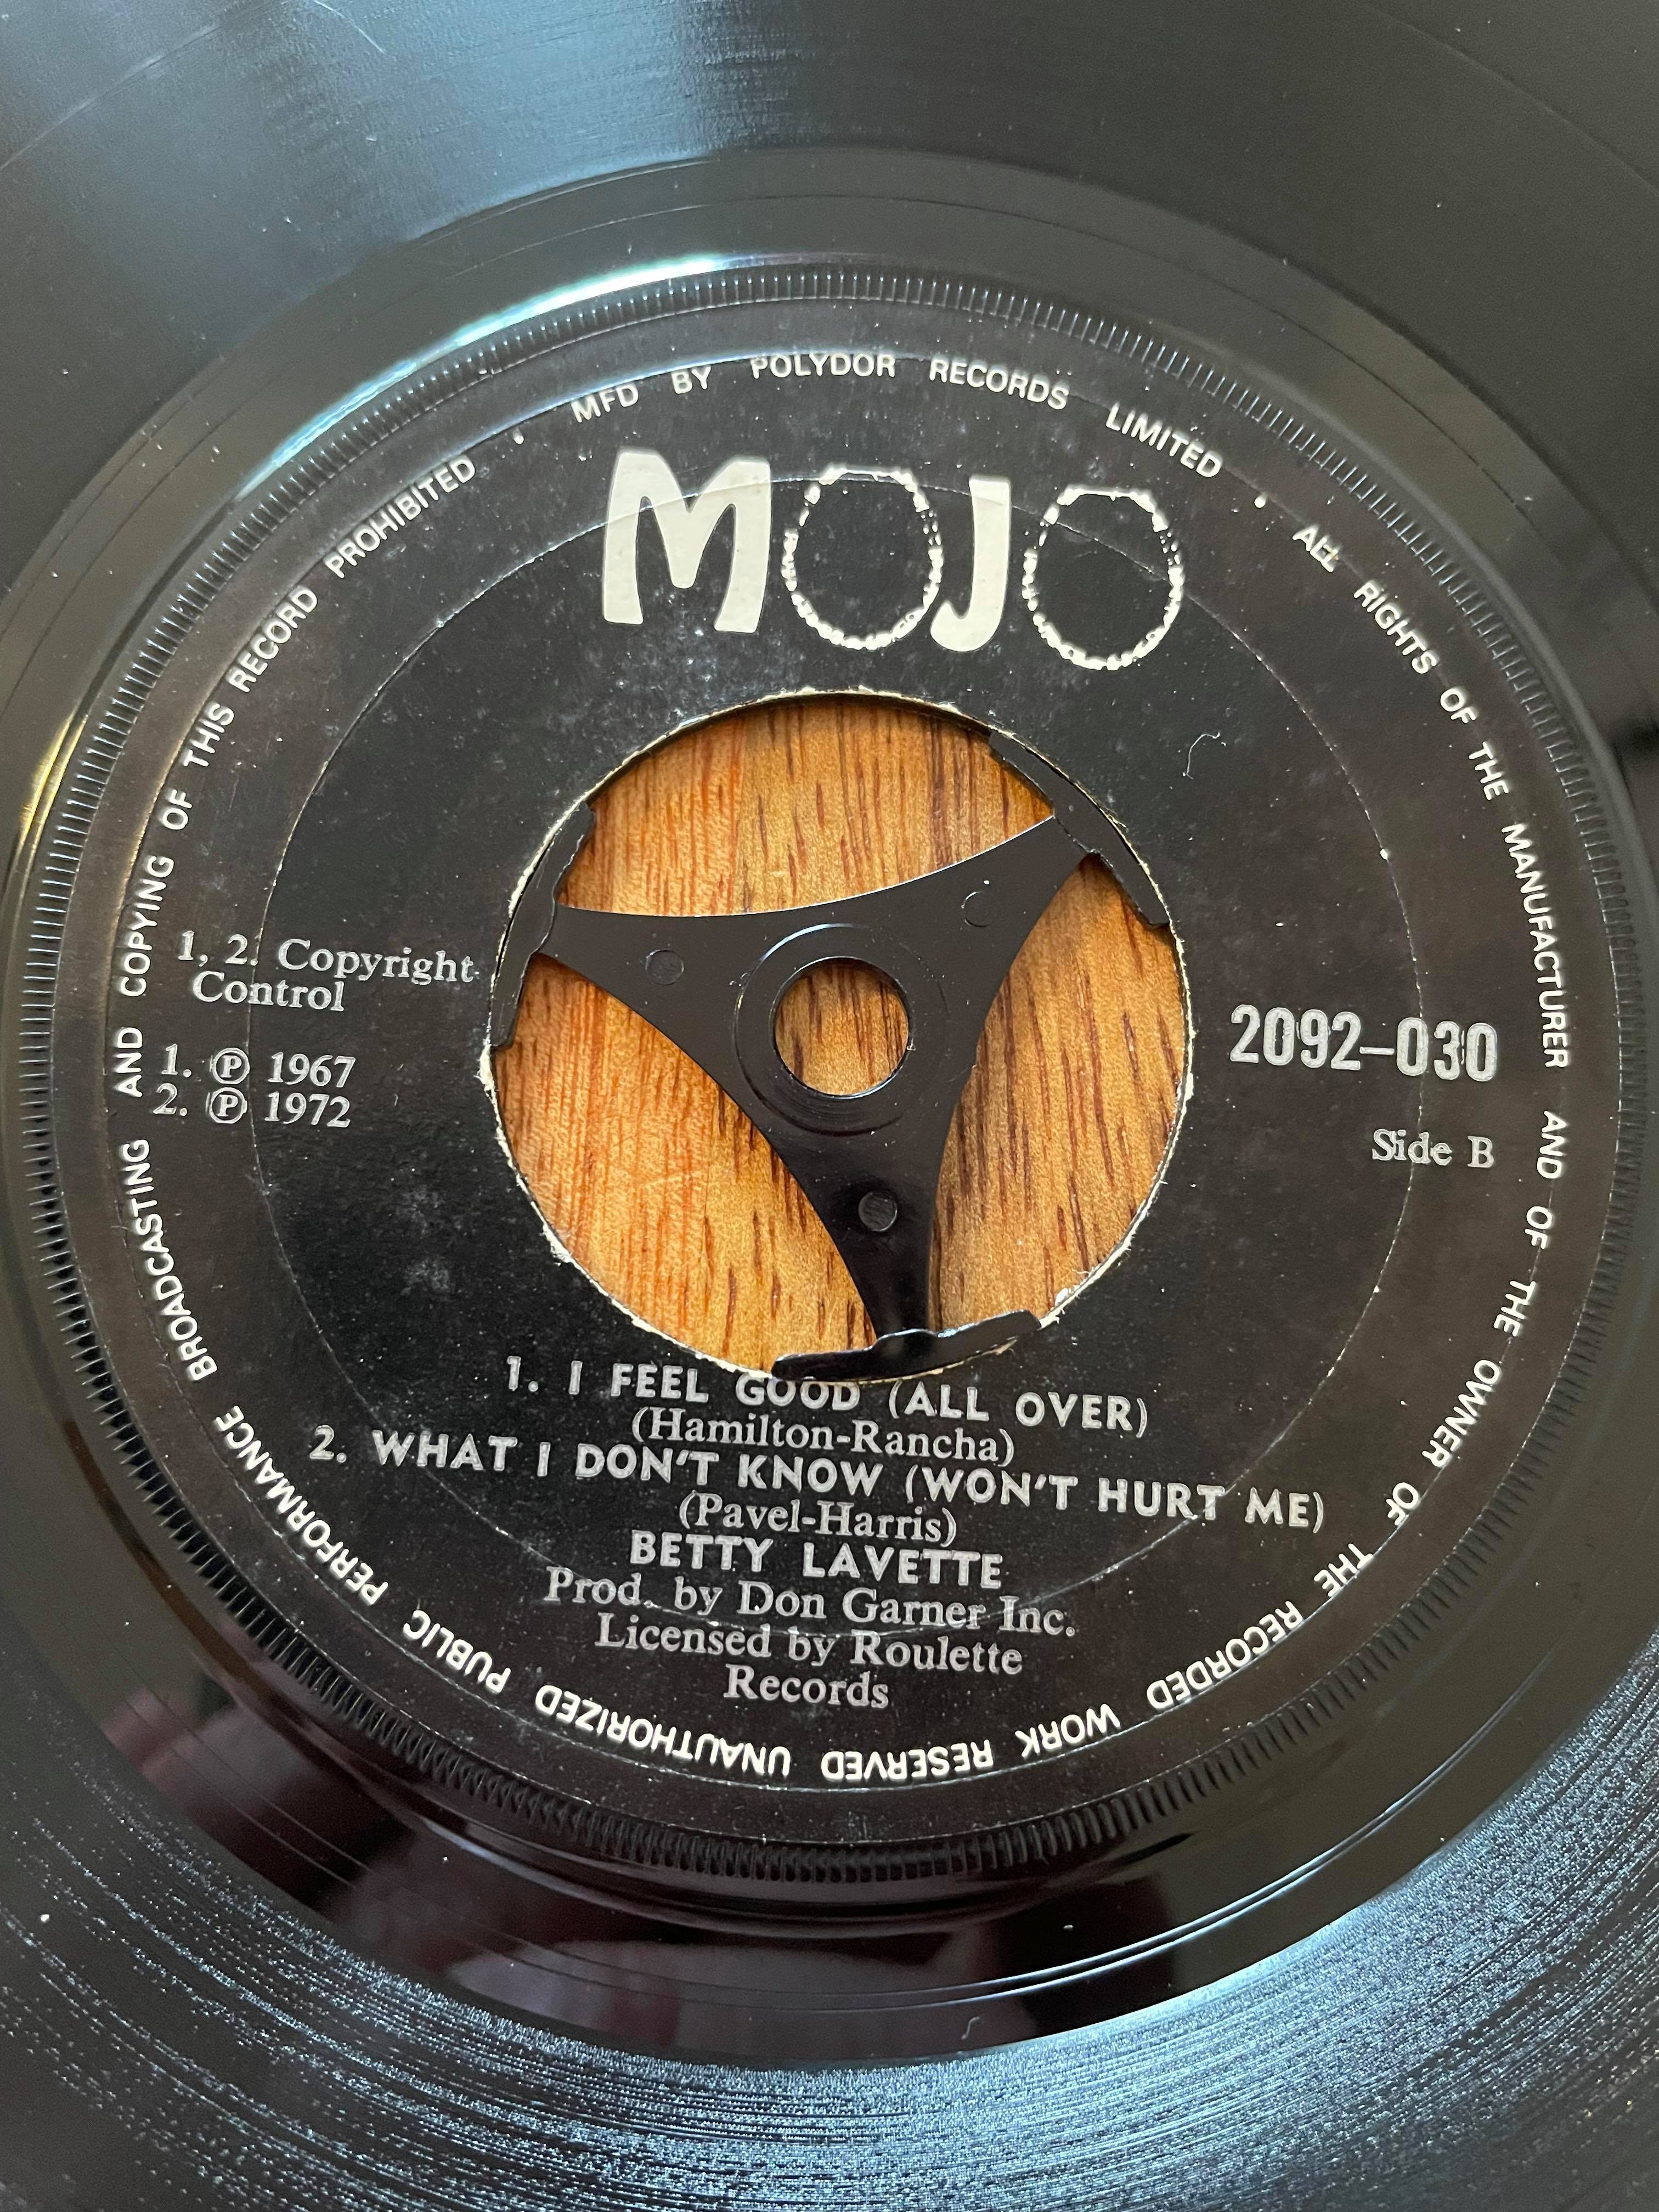 MFD BY POLYDOR RECORDS LIMITED · ALL RIGHTS OF THE MANUFACTURER AND OF THE OWNER OF THE RECORDED WORK RESERVED UNAUTHORIZED PUBLIC PERFORMANCE BROADCASTING AND COPYING OF THIS RECORD PROHIBITED ·
MOJO
1, 2. Copyright
Control
1. Ⓟ 1967
2. Ⓟ 1972
2092-030
Side B
1. I FEEL GOOD (ALL OVER)
(Hamilton-Rancha)
2. WHAT I DON'T KNOW (WON'T HURT ME)
(Pavel-Harris)
BETTY LAVETTE
Prod. by Don Garner Inc.
Licensed by Roulette
Records